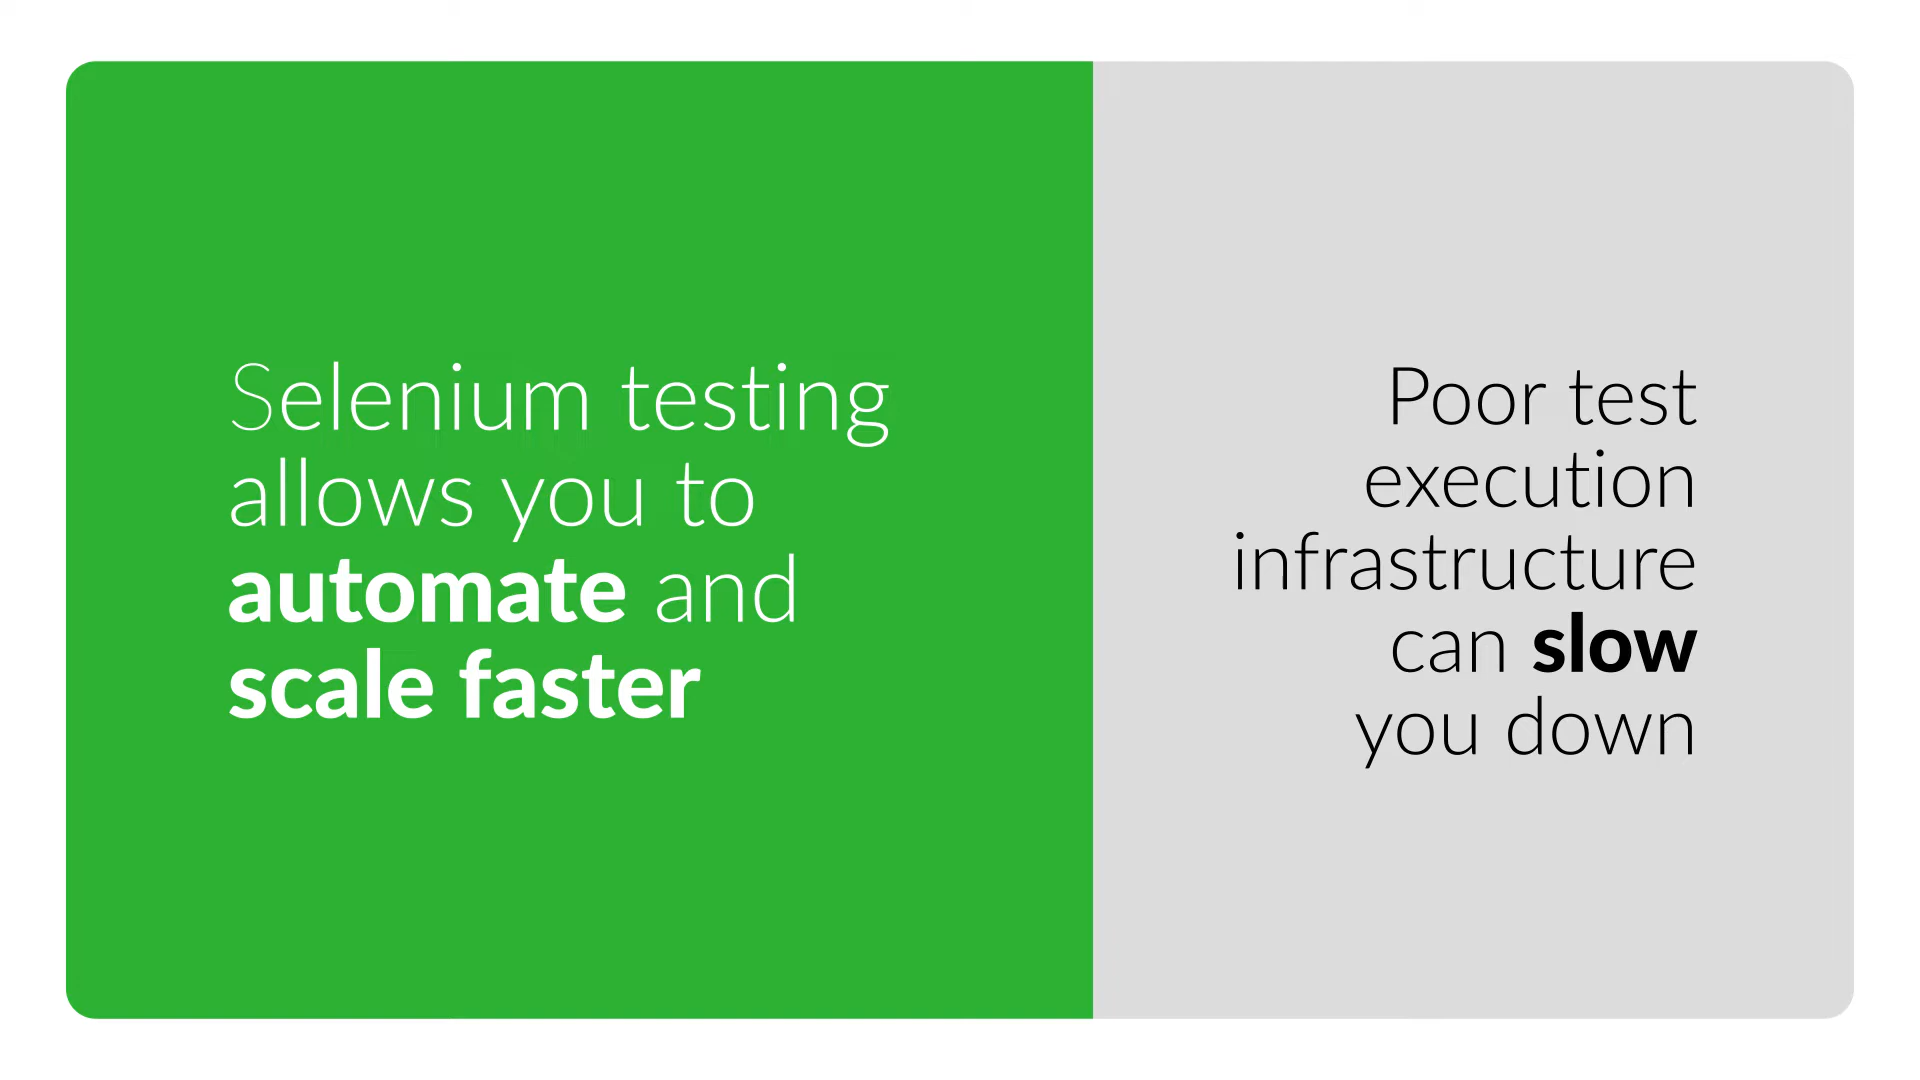 Selenium testing
allows you to
automate and
scale faster
Poor test
execution
infrastructure
can slow
you down